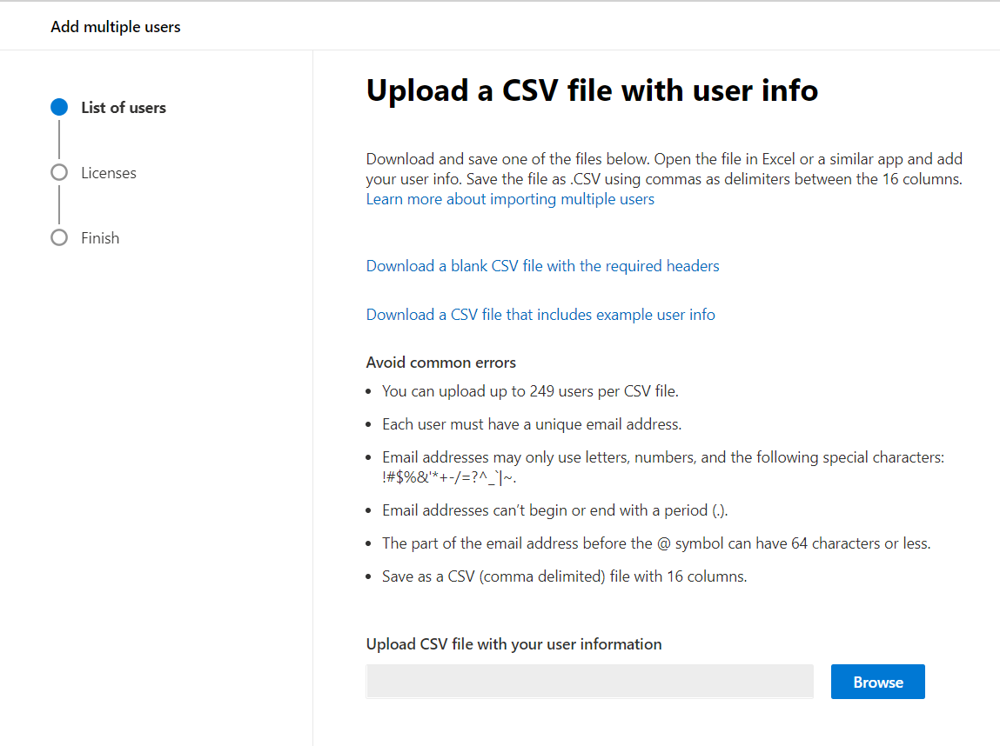 Add multiple users
List of users
Licenses
Finish
Upload a CSV file with user info
Download and save one of the files below. Open the file in Excel or a similar app and add
your user info. Save the file as .CSV using commas as delimiters between the 16 columns.
Learn more about importing multiple users
Download a blank CSV file with the required headers
Download a CSV file that includes example user info
Avoid common errors
• You can upload up to 249 users per CSV file.
• Each user must have a unique email address.
• Email addresses may only use letters, numbers, and the following special characters:
!#$%&'*+-/=?^_`|~.
• Email addresses can’t begin or end with a period (.).
• The part of the email address before the @ symbol can have 64 characters or less.
• Save as a CSV (comma delimited) file with 16 columns.
Upload CSV file with your user information
Browse